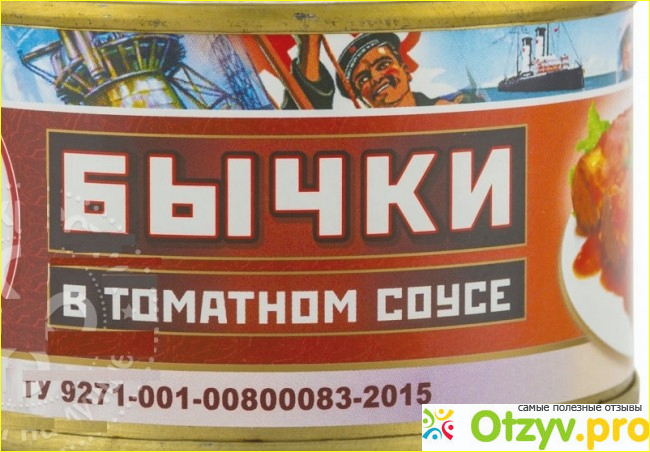 БЫЧКИ
В ТОМАТНОМ СОУСЕ
ТУ 9271-001-00800083-2015
самые полезные отзывы
Otzyv.pro